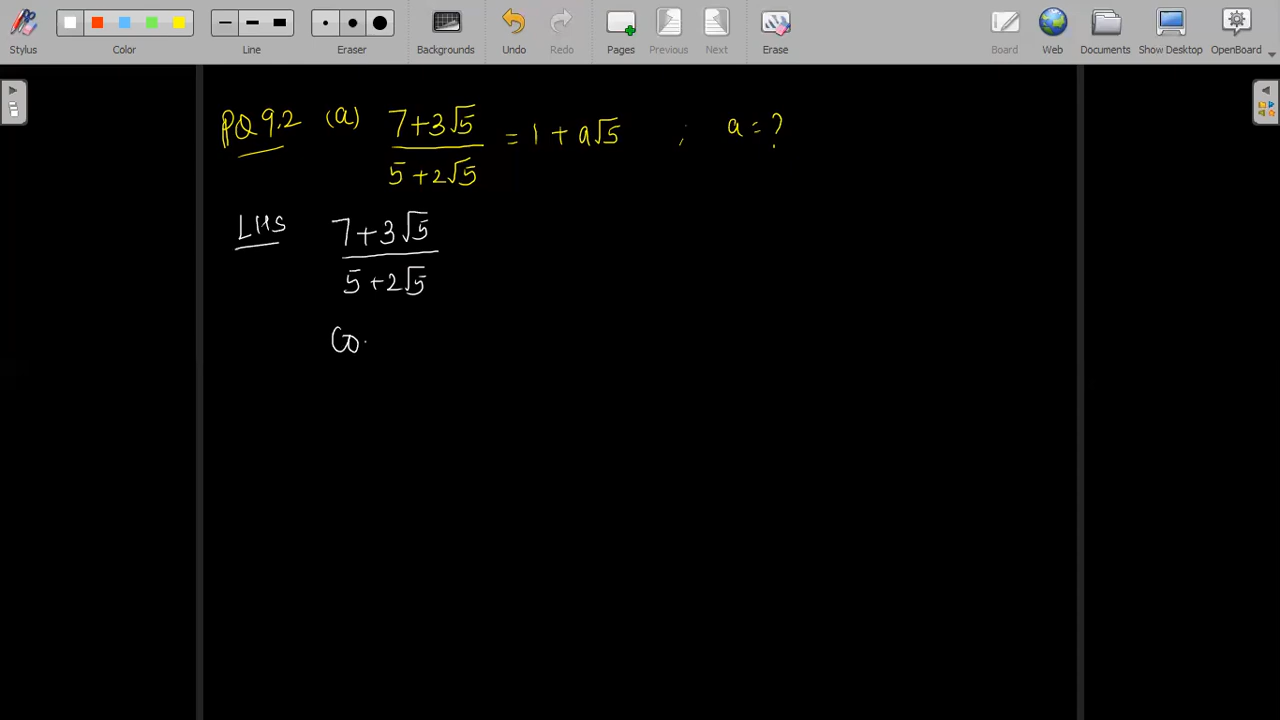 Stylus Color Line Eraser Backgrounds Undo Redo Pages Previous Next Erase Board Web Documents Show Desktop OpenBoard
PQ 9.2 (a) 7+3√5 / 5+2√5 = 1 + a√5 ; a = ?
LHS 7+3√5 / 5+2√5
Co